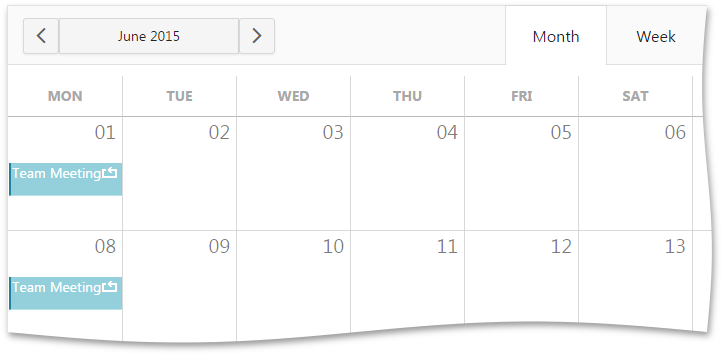 June 2015
Month
Week
MON TUE WED THU FRI SAT
01 02 03 04 05 06
Team Meeting
08 09 10 11 12 13
Team Meeting